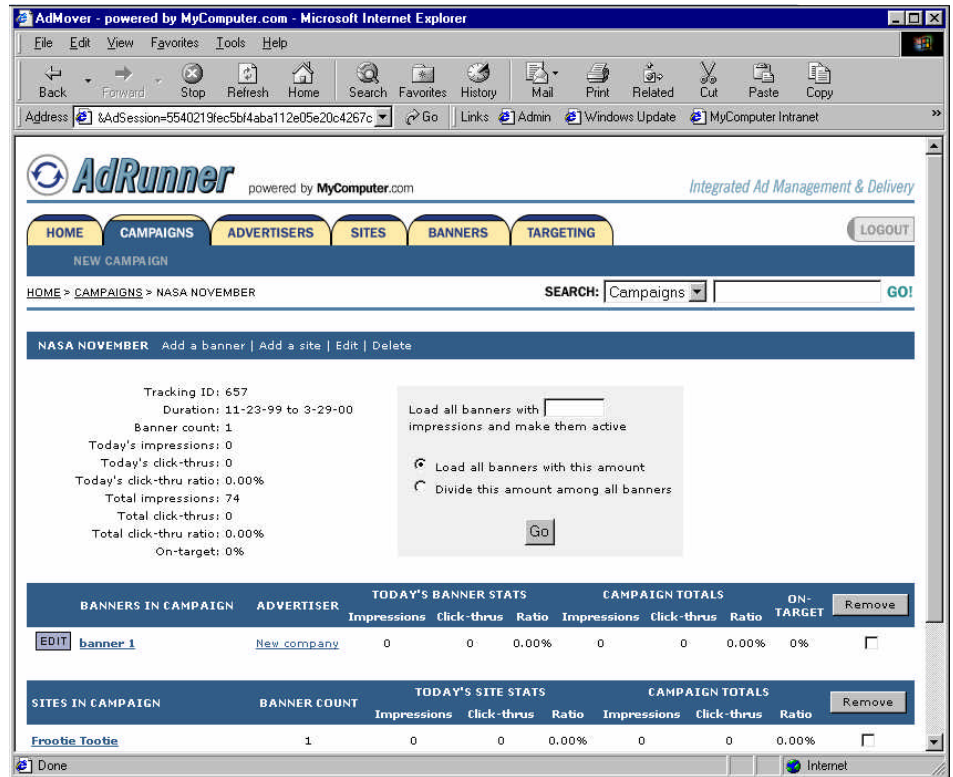 AdMover - powered by MyComputer.com - Microsoft Internet Explorer
File Edit View Favorites Tools Help
Back Forward Stop Refresh Home Search Favorites History Mail Print Related Cut Paste Copy
Address &AdSession=5540219fec5bf4aba112e05e20c4267c Go Links Admin Windows Update MyComputer Intranet »
AdRunner powered by MyComputer.com Integrated Ad Management & Delivery
HOME CAMPAIGNS ADVERTISERS SITES BANNERS TARGETING LOGOUT
NEW CAMPAIGN
HOME > CAMPAIGNS > NASA NOVEMBER SEARCH: Campaigns GO!
NASA NOVEMBER Add a banner | Add a site | Edit | Delete
Tracking ID: 657
Duration: 11-23-99 to 3-29-00
Banner count: 1
Today's impressions: 0
Today's click-thrus: 0
Today's click-thru ratio: 0.00%
Total impressions: 74
Total click-thrus: 0
Total click-thru ratio: 0.00%
On-target: 0%
Load all banners with
impressions and make them active
Load all banners with this amount
Divide this amount among all banners
Go
BANNERS IN CAMPAIGN ADVERTISER TODAY'S BANNER STATS CAMPAIGN TOTALS ON-TARGET Remove
Impressions Click-thrus Ratio Impressions Click-thrus Ratio
EDIT banner 1 New company 0 0 0.00% 0 0 0.00% 0%
SITES IN CAMPAIGN BANNER COUNT TODAY'S SITE STATS CAMPAIGN TOTALS Remove
Impressions Click-thrus Ratio Impressions Click-thrus Ratio
Frootie Tootie 1 0 0 0.00% 0 0 0.00%
Done Internet